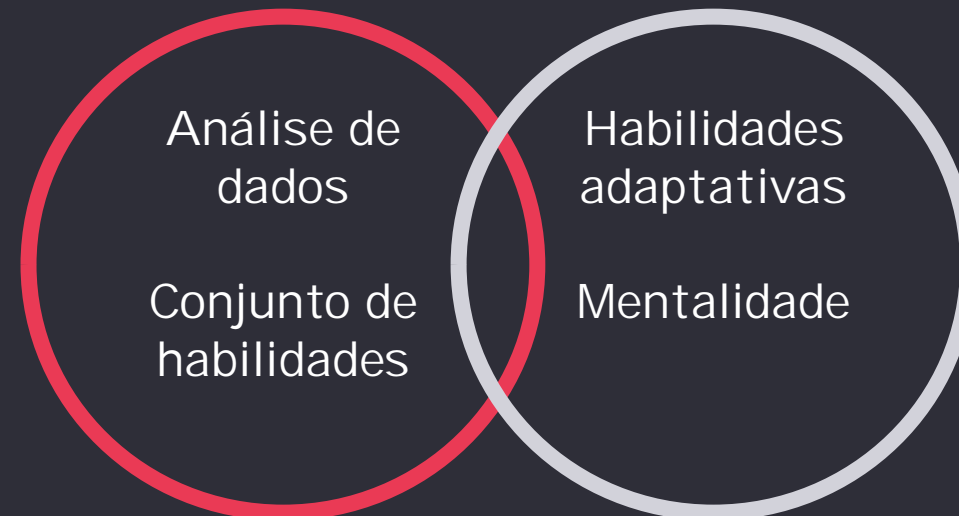 Análise de
dados
Conjunto de
habilidades
Habilidades
adaptativas
Mentalidade